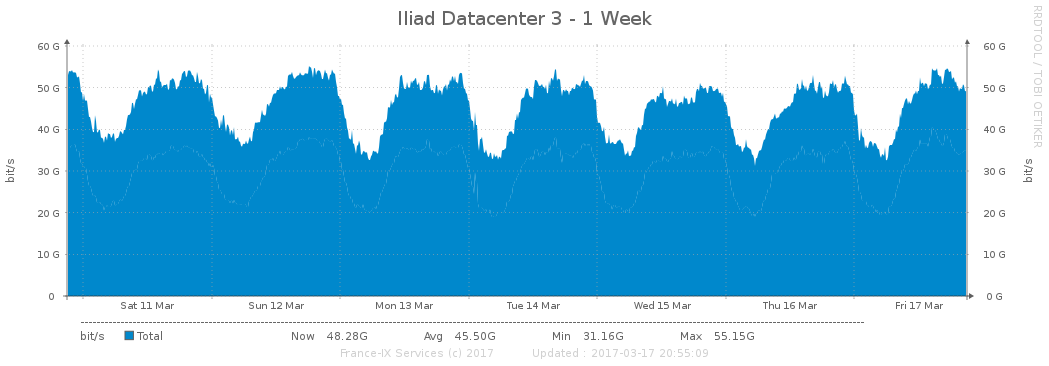 Iliad Datacenter 3 - 1 Week
RRDTOOL / TOBI OETIKER
60 G 60 G
50 G 50 G
40 G 40 G
30 G 30 G
20 G 20 G
10 G 10 G
0 0 G
bit/s bit/s
Sat 11 Mar Sun 12 Mar Mon 13 Mar Tue 14 Mar Wed 15 Mar Thu 16 Mar Fri 17 Mar
bit/s Total Now 48.28G Avg 45.50G Min 31.16G Max 55.15G
France-IX Services (c) 2017 Updated : 2017-03-17 20:55:09